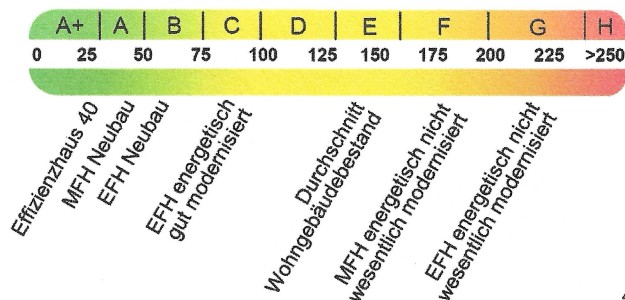 A+ A B C D E F G H
0 25 50 75 100 125 150 175 200 225 >250
Effizienzhaus 40
MFH Neubau
EFH Neubau
EFH energetisch
gut modernisiert
Durchschnitt
Wohngebäudebestand
MFH energetisch nicht
wesentlich modernisiert
EFH energetisch nicht
wesentlich modernisiert